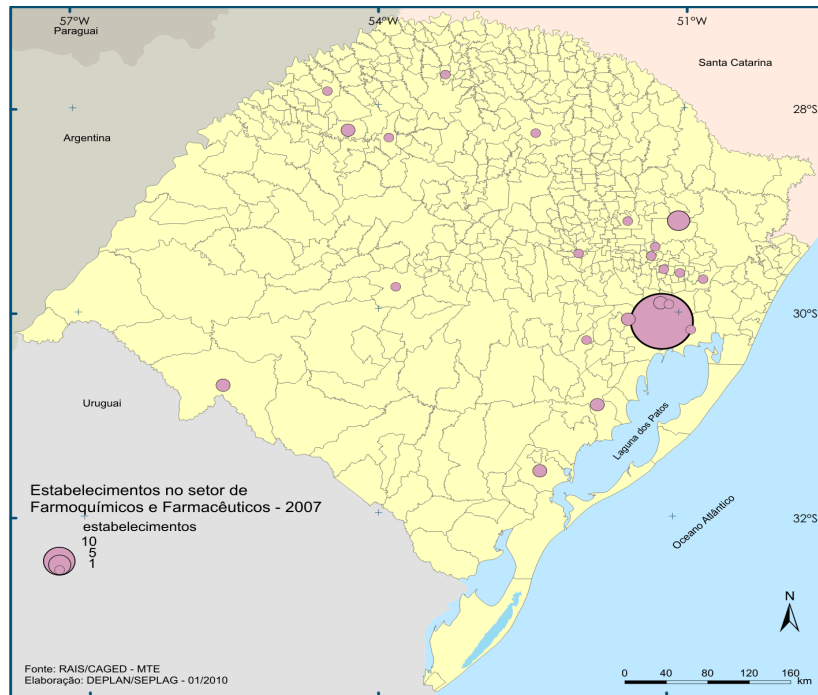 57°W
54°W
51°W
Paraguai
Santa Catarina
28°S
Argentina
30°S
Uruguai
Laguna dos Patos
Estabelecimentos no setor de
Farmoquímicos e Farmacêuticos - 2007
estabelecimentos
10
5
1
32°S
Oceano Atlântico
N
Fonte: RAIS/CAGED - MTE
Elaboração: DEPLAN/SEPLAG - 01/2010
0 40 80 120 160
km